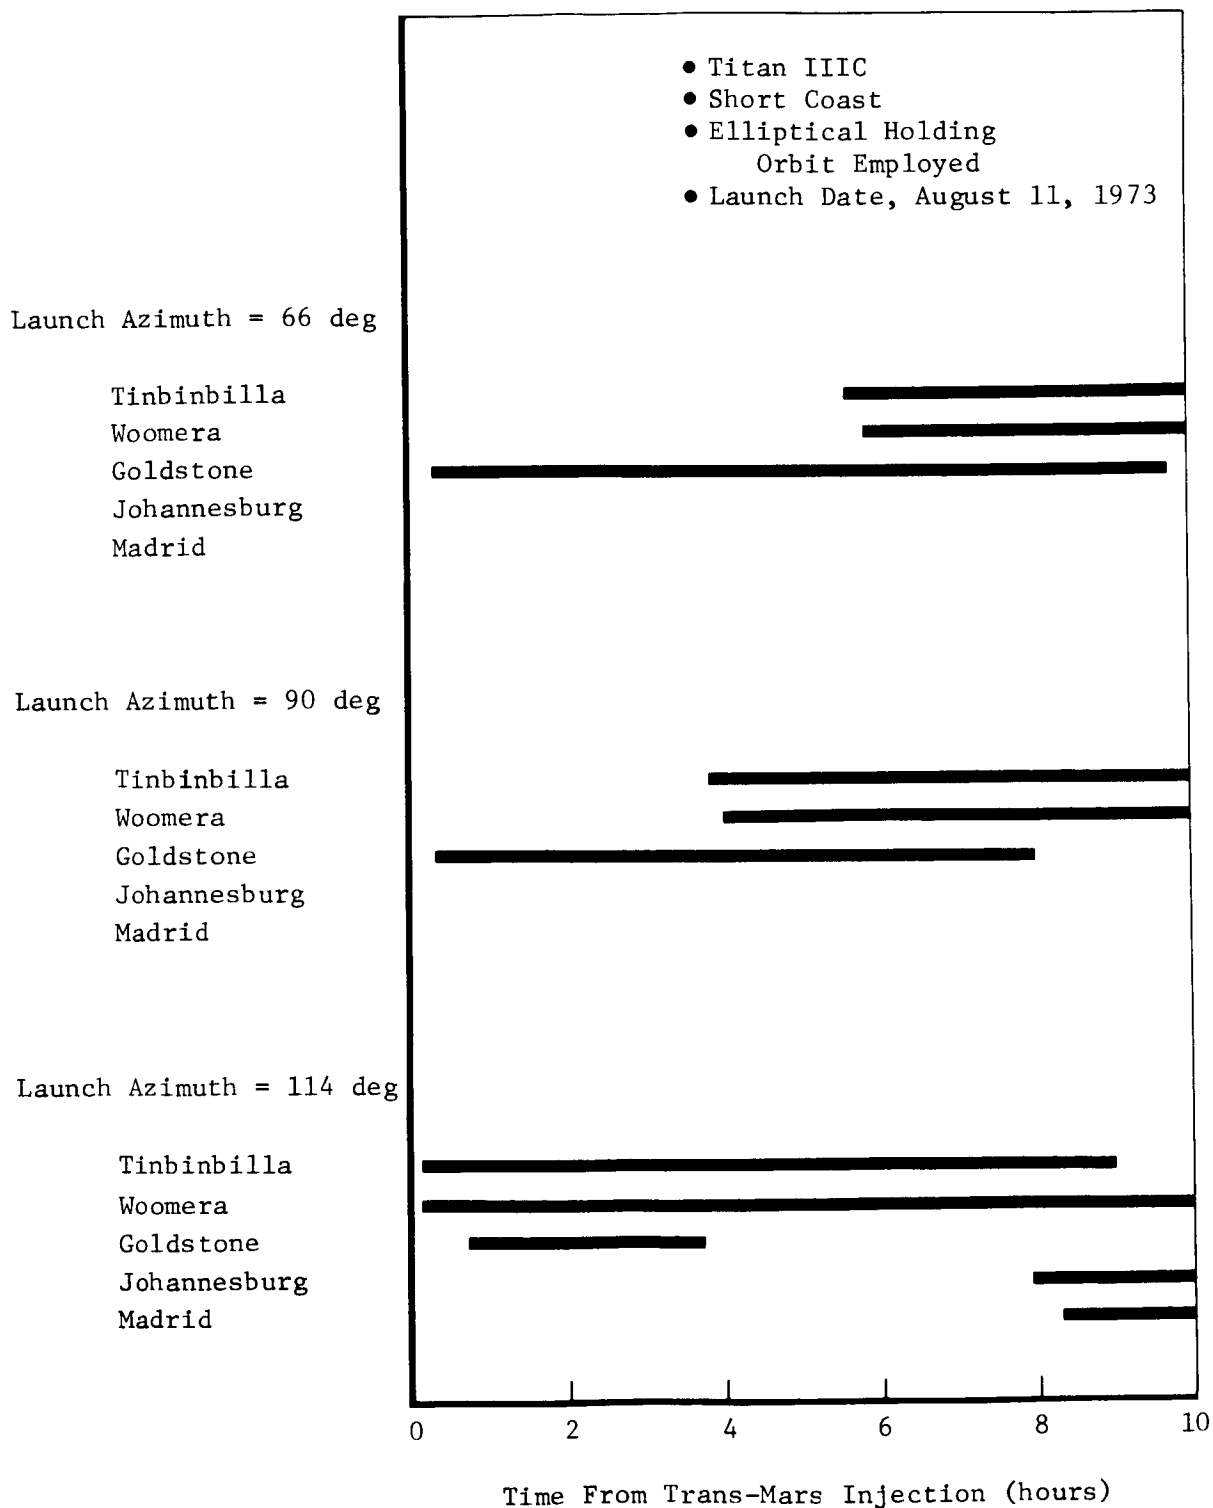 • Titan IIIC
• Short Coast
• Elliptical Holding
Orbit Employed
• Launch Date, August 11, 1973
Launch Azimuth = 66 deg
Tinbinbilla
Woomera
Goldstone
Johannesburg
Madrid
Launch Azimuth = 90 deg
Tinbinbilla
Woomera
Goldstone
Johannesburg
Madrid
Launch Azimuth = 114 deg
Tinbinbilla
Woomera
Goldstone
Johannesburg
Madrid
0 2 4 6 8 10
Time From Trans-Mars Injection (hours)